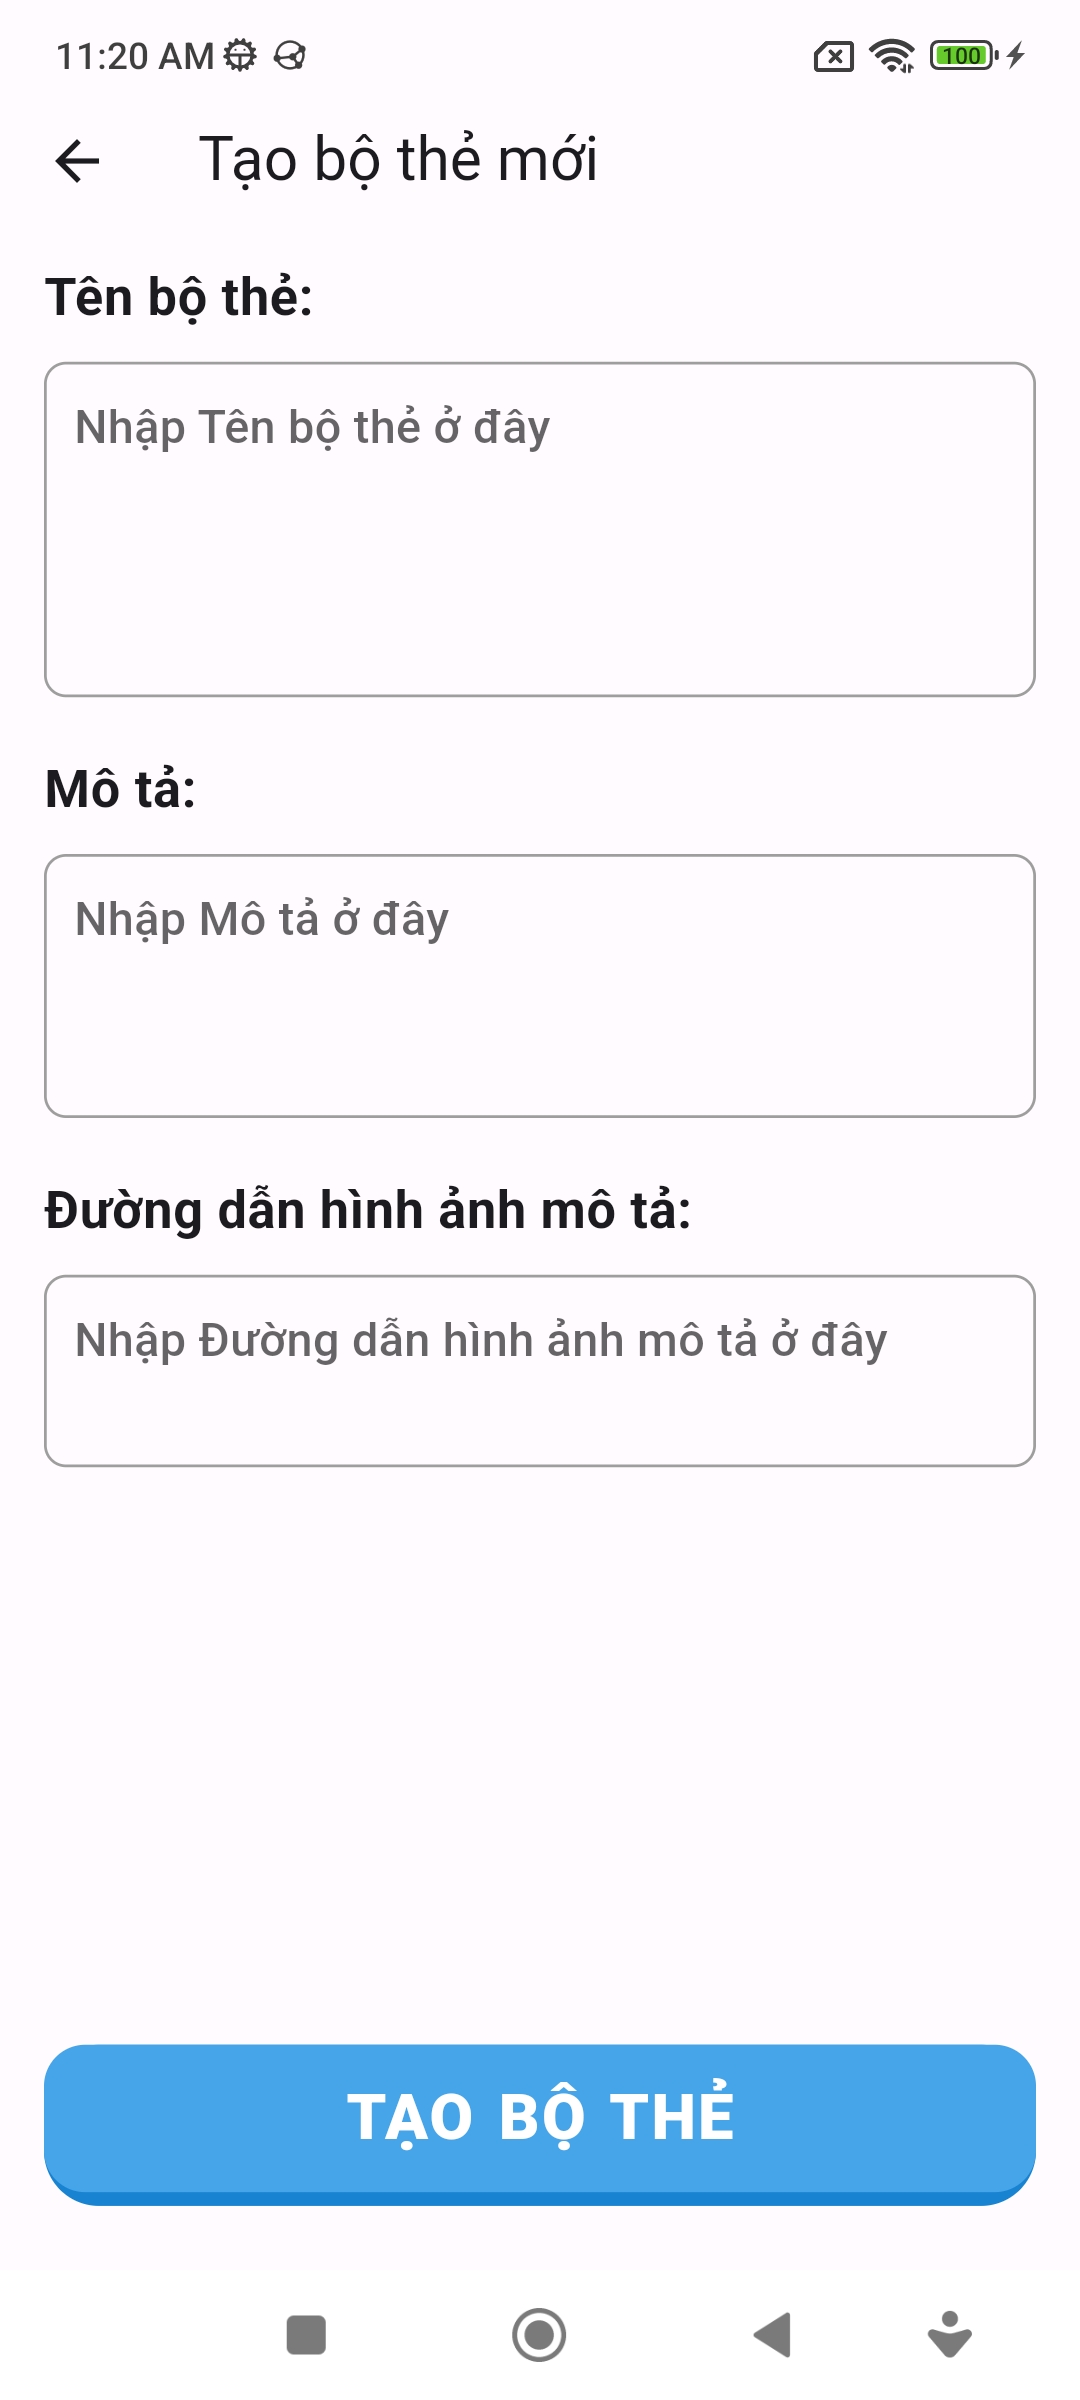 11:20 AM
100
Tạo bộ thẻ mới
Tên bộ thẻ:
Nhập Tên bộ thẻ ở đây
Mô tả:
Nhập Mô tả ở đây
Đường dẫn hình ảnh mô tả:
Nhập Đường dẫn hình ảnh mô tả ở đây
TẠO BỘ THẺ